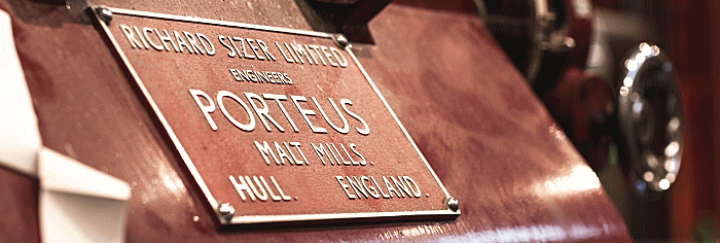 RICHARD SIZER LIMITED
ENGINEERS
PORTEUS
MALT MILLS.
HULL. ENGLAND.